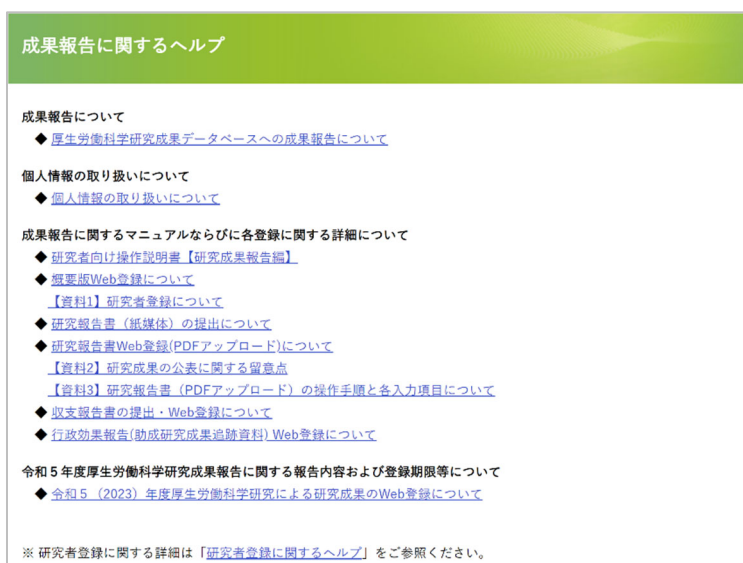 成果報告に関するヘルプ
成果報告について
◆ 厚生労働科学研究成果データベースへの成果報告について
個人情報の取り扱いについて
◆ 個人情報の取り扱いについて
成果報告に関するマニュアルならびに各登録に関する詳細について
◆ 研究者向け操作説明書【研究成果報告編】
◆ 概要版Web登録について
【資料1】研究者登録について
◆ 研究報告書（紙媒体）の提出について
◆ 研究報告書Web登録(PDFアップロード)について
【資料2】研究成果の公表に関する留意点
【資料3】研究報告書（PDFアップロード）の操作手順と各入力項目について
◆ 収支報告書の提出・Web登録について
◆ 行政効果報告(助成研究成果追跡資料) Web登録について
令和５年度厚生労働科学研究成果報告に関する報告内容および登録期限等について
◆ 令和５（2023）年度厚生労働科学研究による研究成果のWeb登録について
※ 研究者登録に関する詳細は「研究者登録に関するヘルプ」をご参照ください。